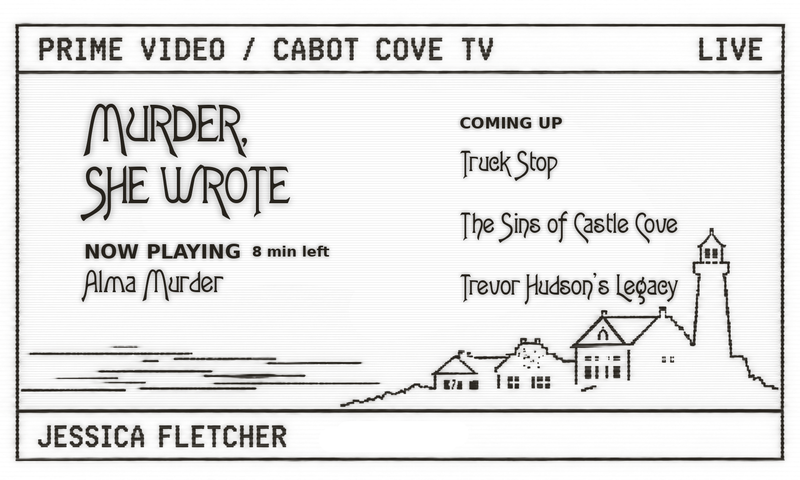 PRIME VIDEO / CABOT COVE TV
LIVE
MURDER,
SHE WROTE
NOW PLAYING 8 min left
Alma Murder
COMING UP
Truck Stop
The Sins of Castle Cove
Trevor Hudson's Legacy
JESSICA FLETCHER